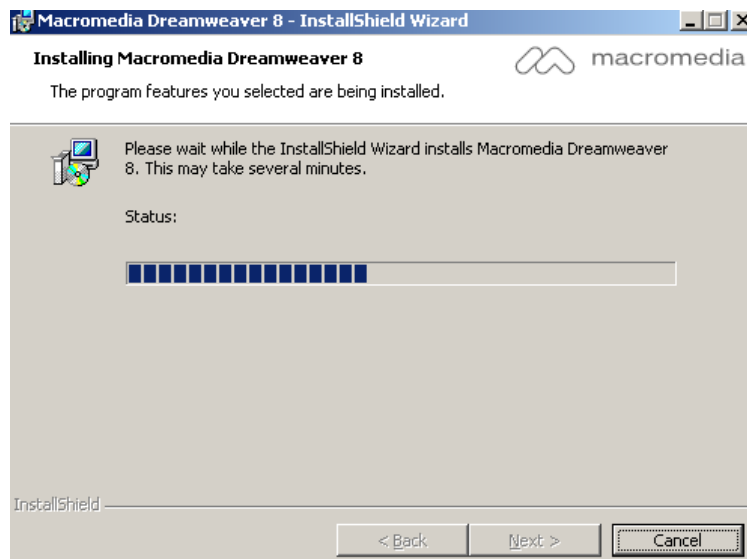 Macromedia Dreamweaver 8 - InstallShield Wizard
Installing Macromedia Dreamweaver 8
macromedia
The program features you selected are being installed.
Please wait while the InstallShield Wizard installs Macromedia Dreamweaver
8. This may take several minutes.
Status:
InstallShield
< Back
Next >
Cancel